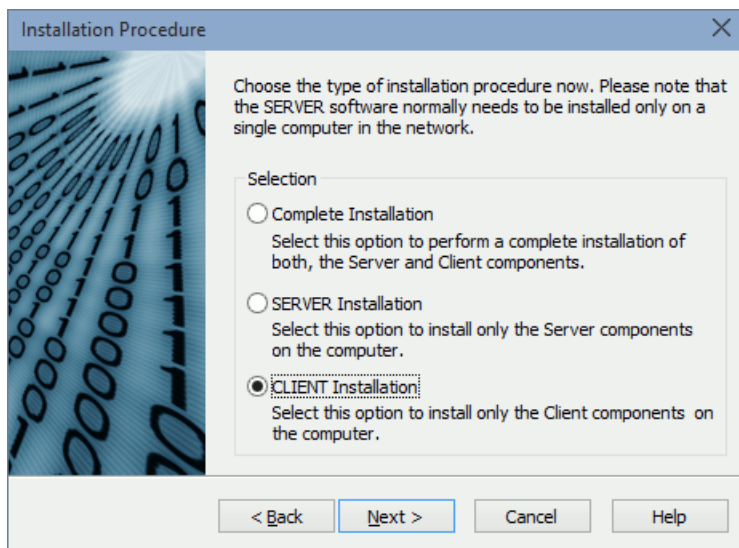 Installation Procedure
Choose the type of installation procedure now. Please note that
the SERVER software normally needs to be installed only on a
single computer in the network.
Selection
Complete Installation
Select this option to perform a complete installation of
both, the Server and Client components.
SERVER Installation
Select this option to install only the Server components
on the computer.
CLIENT Installation
Select this option to install only the Client components on
the computer.
< Back
Next >
Cancel
Help